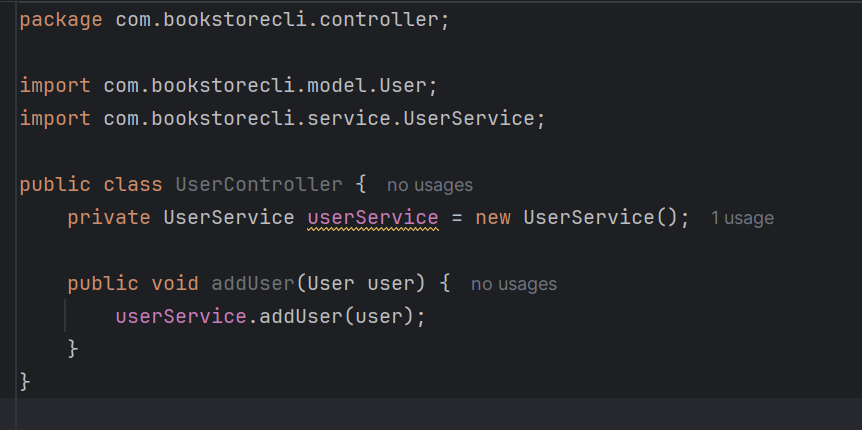 package com.bookstorecli.controller;
import com.bookstorecli.model.User;
import com.bookstorecli.service.UserService;
public class UserController { no usages
private UserService userService = new UserService(); 1 usage
public void addUser(User user) { no usages
userService.addUser(user);
}
}